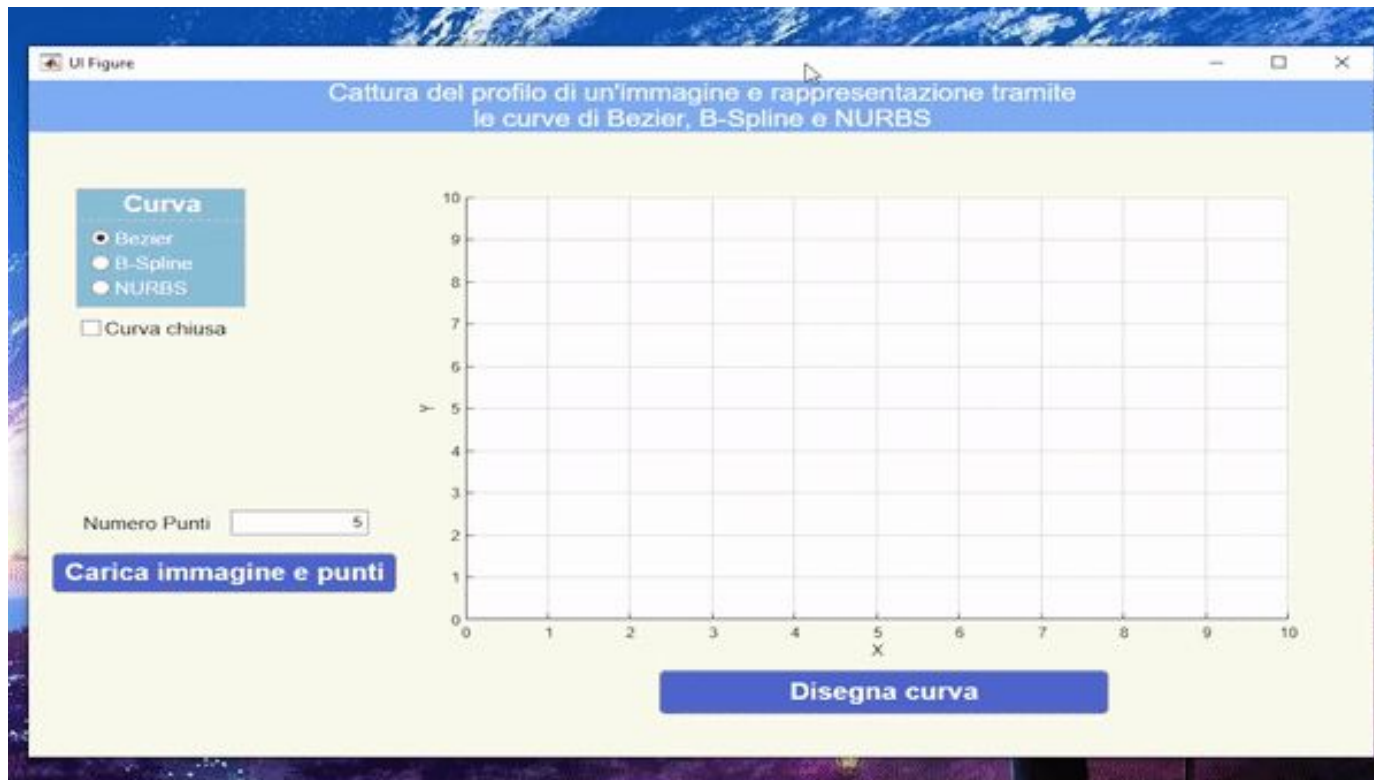 UI Figure
Cattura del profilo di un'immagine e rappresentazione tramite
le curve di Bezier, B-Spline e NURBS
Curva
Bezier
B-Spline
NURBS
Curva chiusa
Numero Punti 5
Carica immagine e punti
10
9
8
7
6
Y 5
4
3
2
1
0
0 1 2 3 4 5 6 7 8 9 10
X
Disegna curva